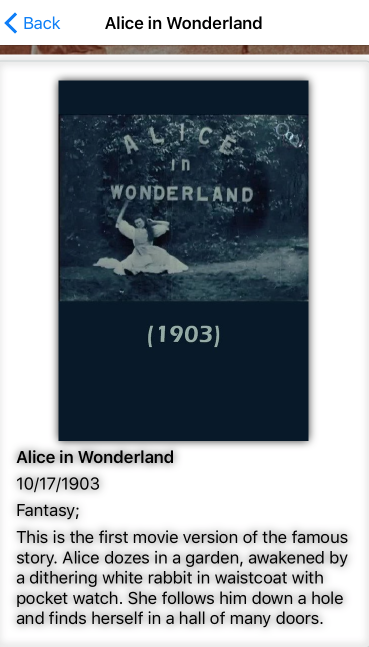 Back
Alice in Wonderland
ALICE
in
WONDERLAND
(1903)
Alice in Wonderland
10/17/1903
Fantasy;
This is the first movie version of the famous
story. Alice dozes in a garden, awakened by
a dithering white rabbit in waistcoat with
pocket watch. She follows him down a hole
and finds herself in a hall of many doors.